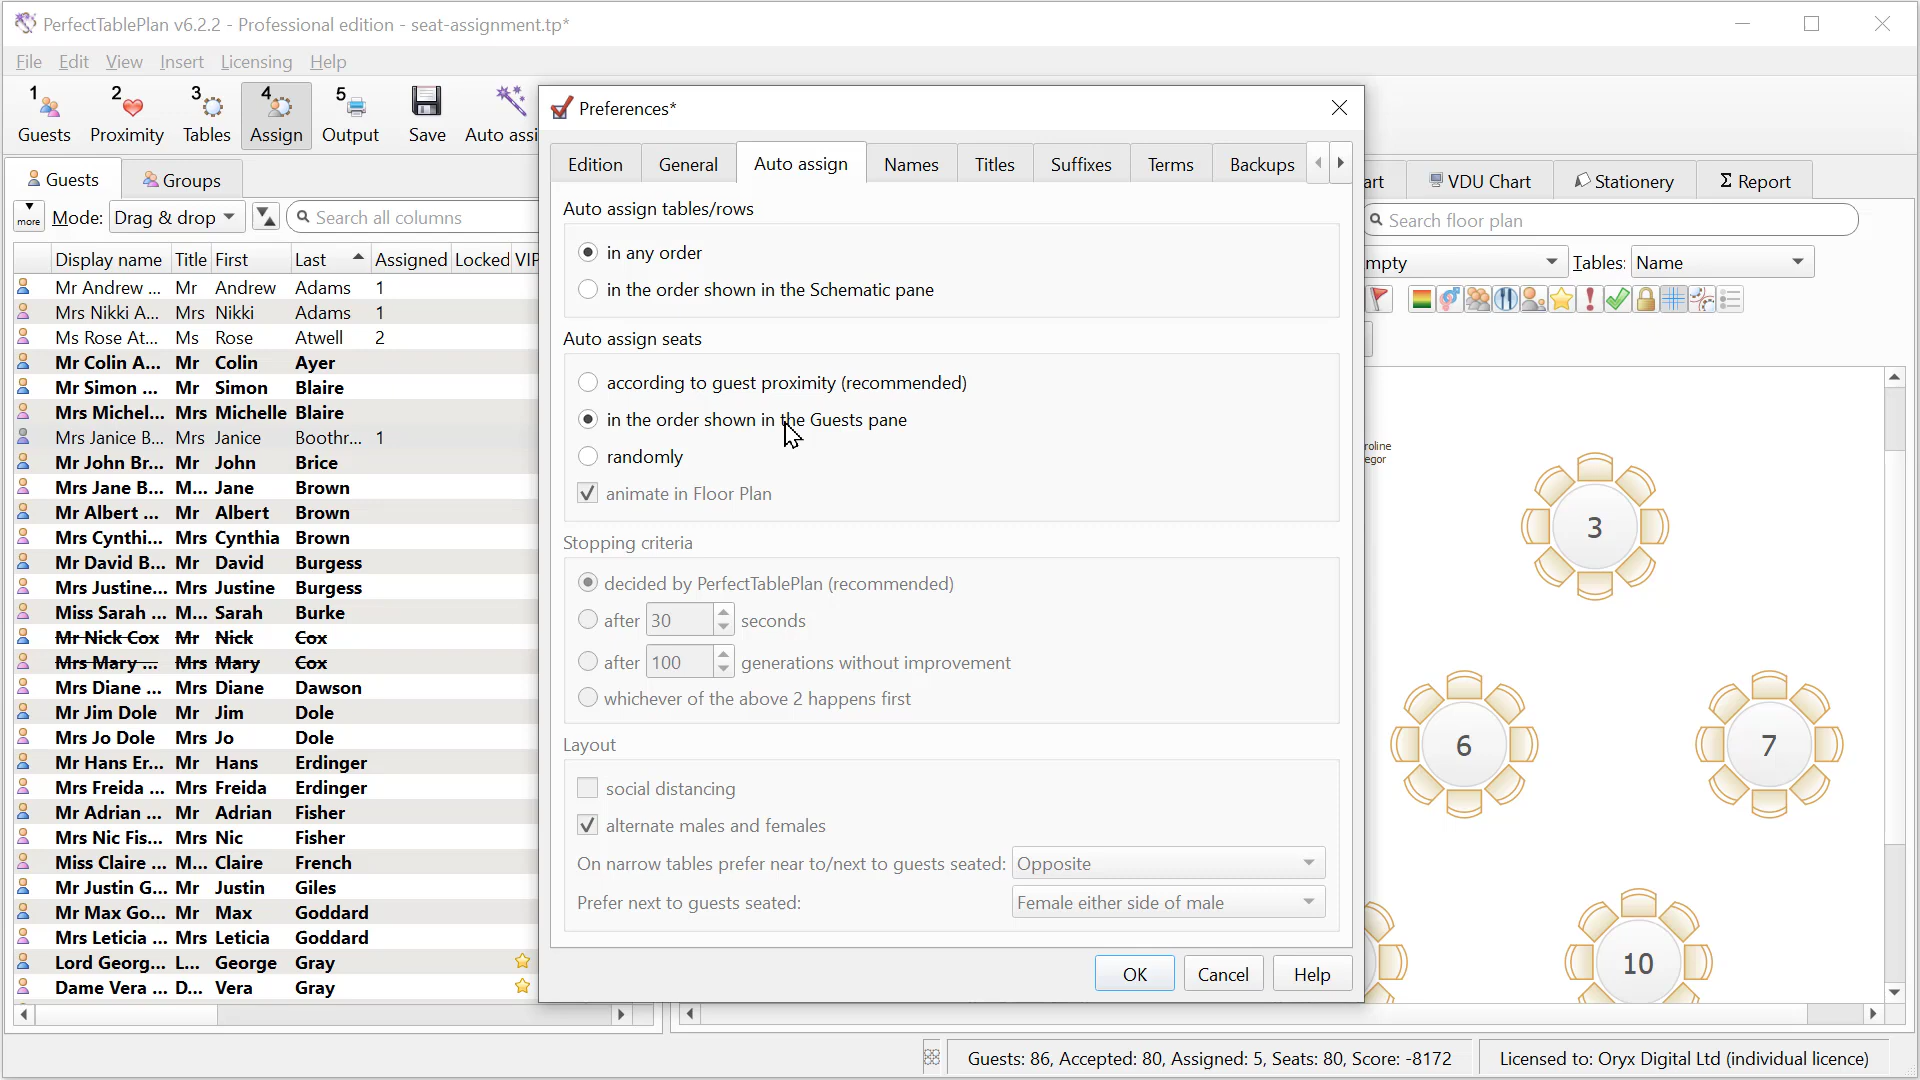 PerfectTablePlan v6.2.2 - Professional edition - seat-assignment.tp*
File Edit View Insert Licensing Help
1 2 3 4 5
Guests Proximity Tables Assign Output Save Auto assi
Guests Groups
more Mode: Drag & drop Search all columns
Display name Title First Last Assigned Locked VIP
Mr Andrew ... Mr Andrew Adams 1
Mrs Nikki A... Mrs Nikki Adams 1
Ms Rose At... Ms Rose Atwell 2
Mr Colin A... Mr Colin Ayer
Mr Simon ... Mr Simon Blaire
Mrs Michel... Mrs Michelle Blaire
Mrs Janice B... Mrs Janice Boothr... 1
Mr John Br... Mr John Brice
Mrs Jane B... M... Jane Brown
Mr Albert ... Mr Albert Brown
Mrs Cynthi... Mrs Cynthia Brown
Mr David B... Mr David Burgess
Mrs Justine... Mrs Justine Burgess
Miss Sarah ... M... Sarah Burke
Mr Nick Cox Mr Nick Cox
Mrs Mary ... Mrs Mary Cox
Mrs Diane ... Mrs Diane Dawson
Mr Jim Dole Mr Jim Dole
Mrs Jo Dole Mrs Jo Dole
Mr Hans Er... Mr Hans Erdinger
Mrs Freida ... Mrs Freida Erdinger
Mr Adrian ... Mr Adrian Fisher
Mrs Nic Fis... Mrs Nic Fisher
Miss Claire ... M... Claire French
Mr Justin G... Mr Justin Giles
Mr Max Go... Mr Max Goddard
Mrs Leticia ... Mrs Leticia Goddard
Lord Georg... L... George Gray
Dame Vera ... D... Vera Gray
Preferences*
Edition General Auto assign Names Titles Suffixes Terms Backups
Auto assign tables/rows
in any order
in the order shown in the Schematic pane
Auto assign seats
according to guest proximity (recommended)
in the order shown in the Guests pane
randomly
animate in Floor Plan
Stopping criteria
decided by PerfectTablePlan (recommended)
after 30 seconds
after 100 generations without improvement
whichever of the above 2 happens first
Layout
social distancing
alternate males and females
On narrow tables prefer near to/next to guests seated: Opposite
Prefer next to guests seated: Female either side of male
OK Cancel Help
art VDU Chart Stationery Σ Report
Search floor plan
mpty Tables: Name
roline
egor
3
6 7
10
Guests: 86, Accepted: 80, Assigned: 5, Seats: 80, Score: -8172 Licensed to: Oryx Digital Ltd (individual licence)